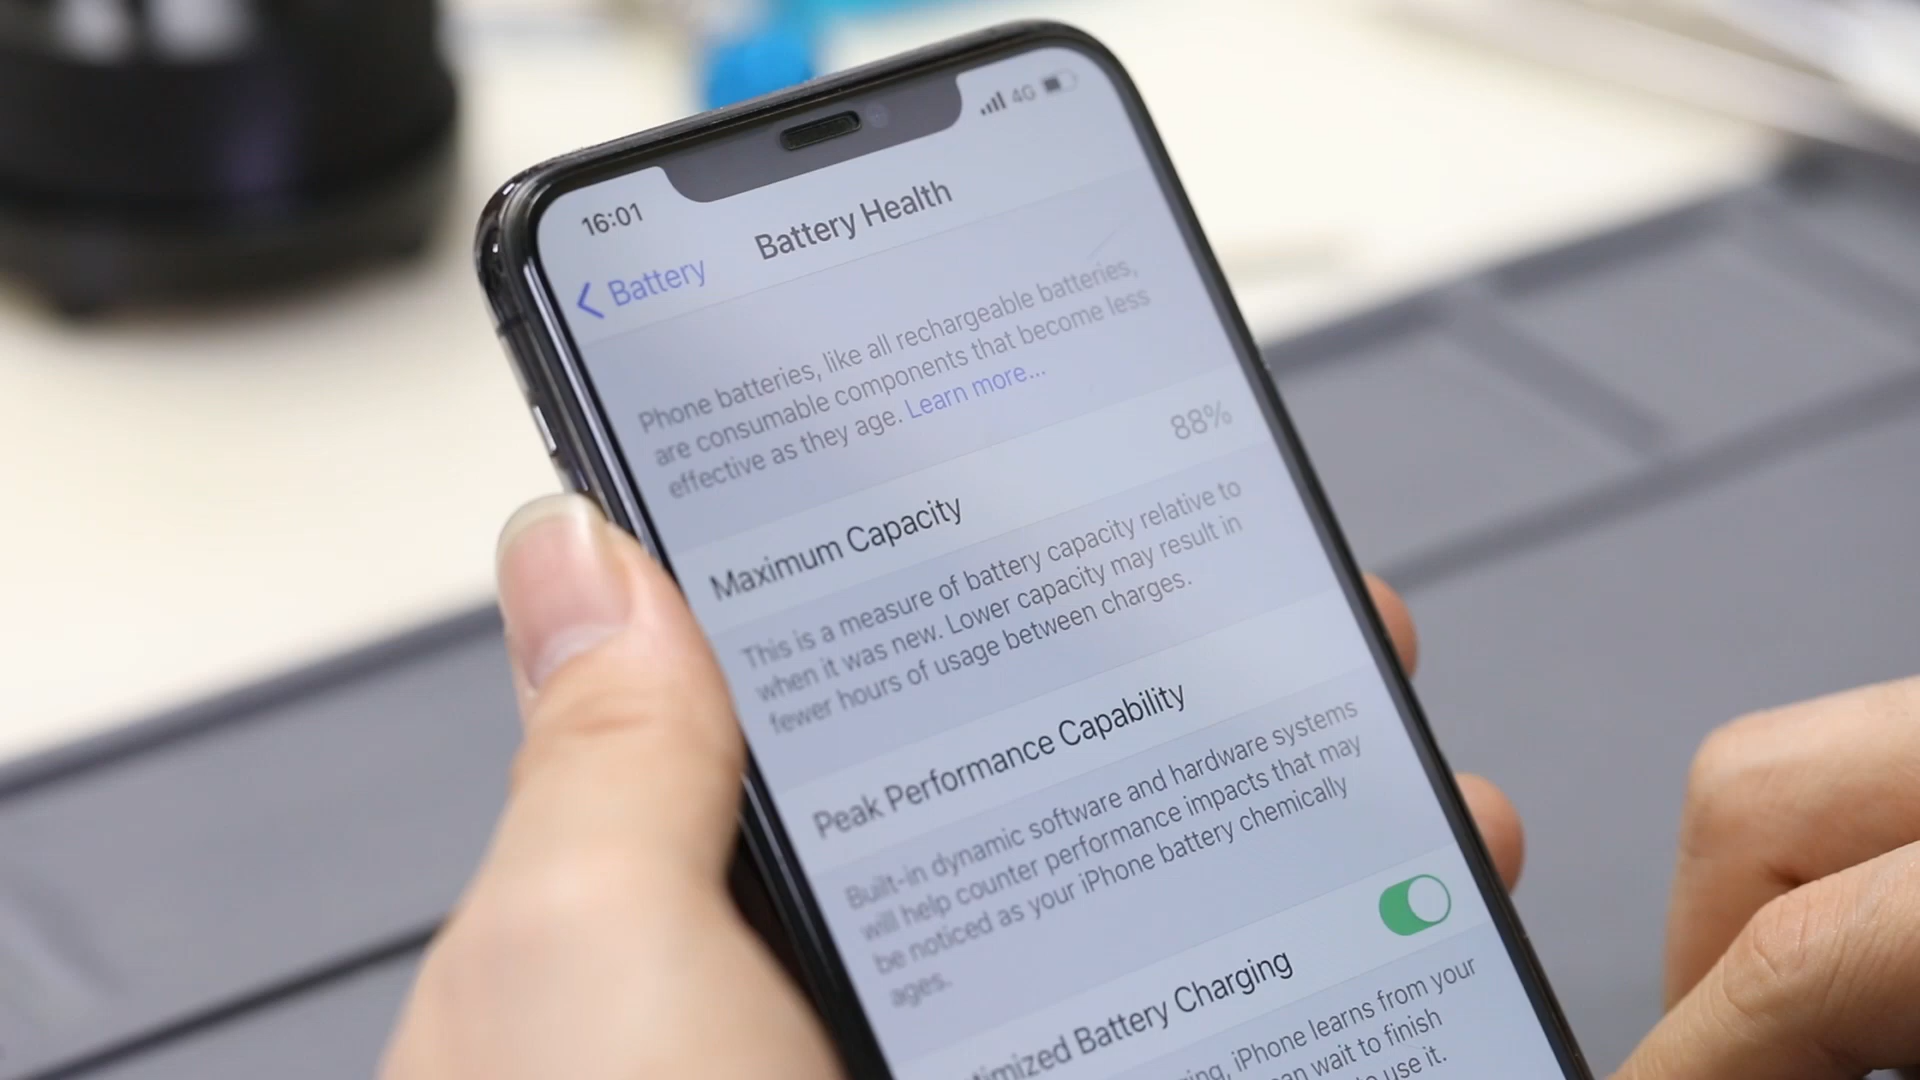 16:01
4G
Battery
Battery Health
Phone batteries, like all rechargeable batteries,
are consumable components that become less
effective as they age. Learn more...
Maximum Capacity 88%
This is a measure of battery capacity relative to
when it was new. Lower capacity may result in
fewer hours of usage between charges.
Peak Performance Capability
Built-in dynamic software and hardware systems
will help counter performance impacts that may
be noticed as your iPhone battery chemically
ages.
timized Battery Charging
ing, iPhone learns from your
an wait to finish
use it.